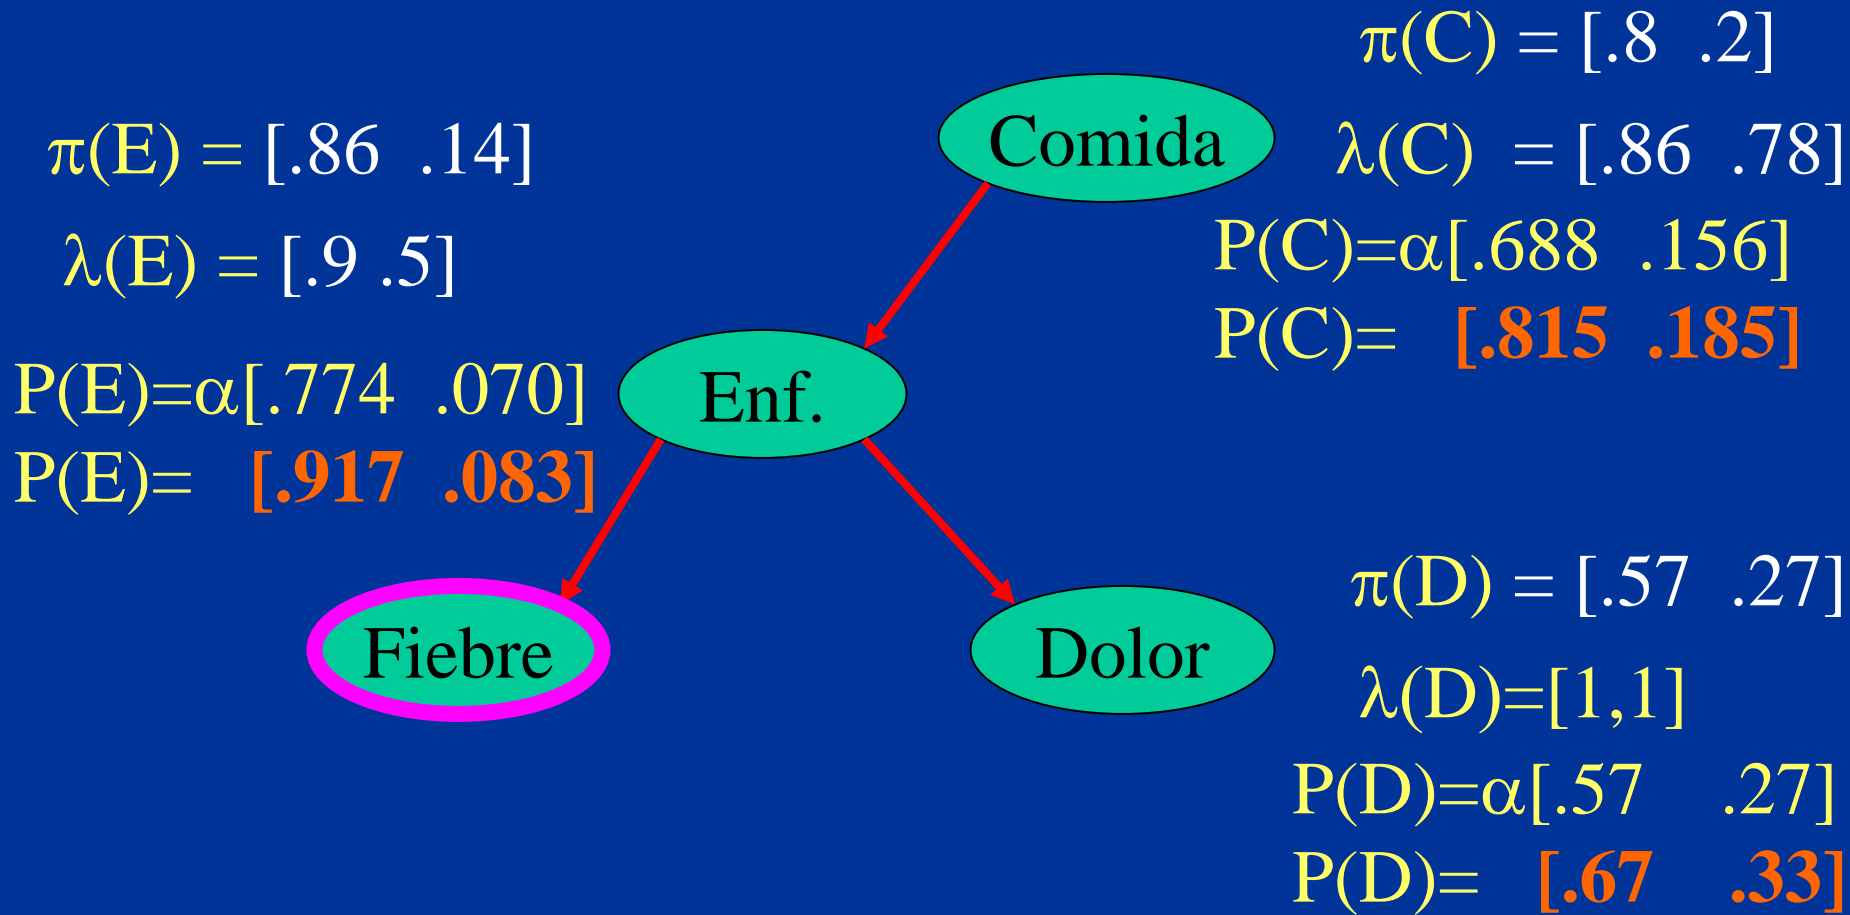 π(C) = [.8 .2]
Comida
λ(C) = [.86 .78]
P(C)=α[.688 .156]
P(C)= [.815 .185]
π(E) = [.86 .14]
λ(E) = [.9 .5]
P(E)=α[.774 .070]
P(E)= [.917 .083]
Enf.
Fiebre
Dolor
π(D) = [.57 .27]
λ(D)=[1,1]
P(D)=α[.57 .27]
P(D)= [.67 .33]